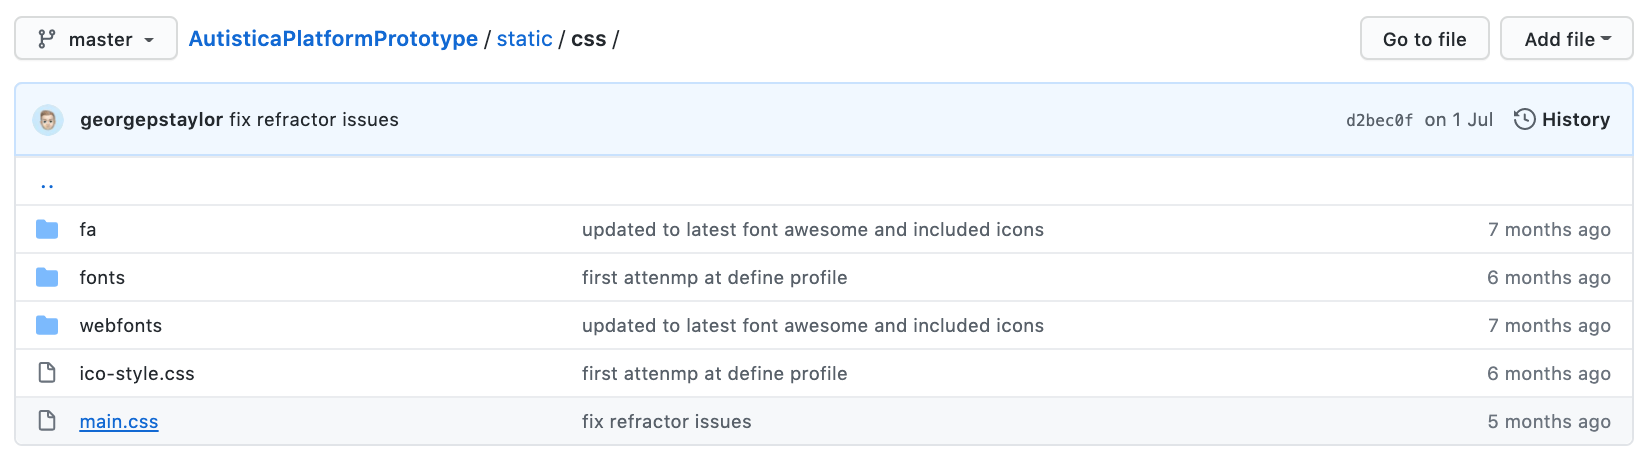 master AutisticaPlatformPrototype / static / css / Go to file Add file
georgepstaylor fix refractor issues d2bec0f on 1 Jul History
..
fa updated to latest font awesome and included icons 7 months ago
fonts first attenmp at define profile 6 months ago
webfonts updated to latest font awesome and included icons 7 months ago
ico-style.css first attenmp at define profile 6 months ago
main.css fix refractor issues 5 months ago